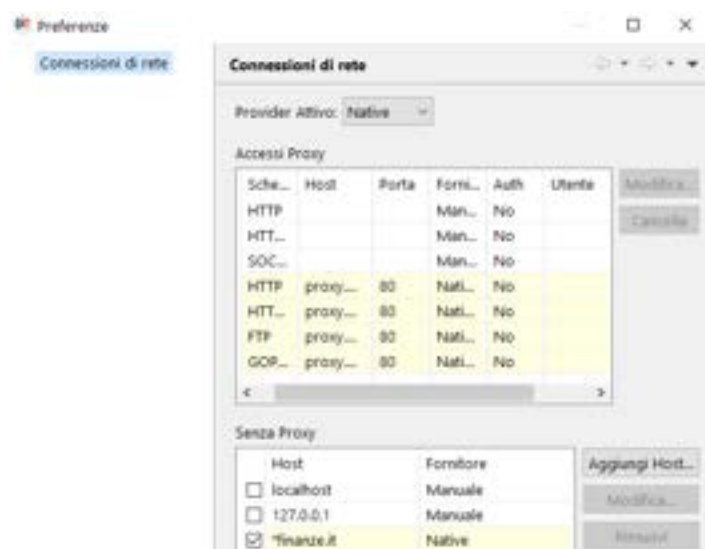 Preferenze
Connessioni di rete
Connessioni di rete
Provider Attivo: Native
Accessi Proxy
Sche... Host Porta Forni... Auth Utente
Modifica...
HTTP Man... No
Cancella
HTT... Man... No
SOC... Man... No
HTTP proxy.... 80 Nati... No
HTT... proxy.... 80 Nati... No
FTP proxy.... 80 Nati... No
GOP... proxy.... 80 Nati... No
Senza Proxy
Host Fornitore
Aggiungi Host...
localhost Manuale
Modifica...
127.0.0.1 Manuale
*finanze.it Native
Rimuovi